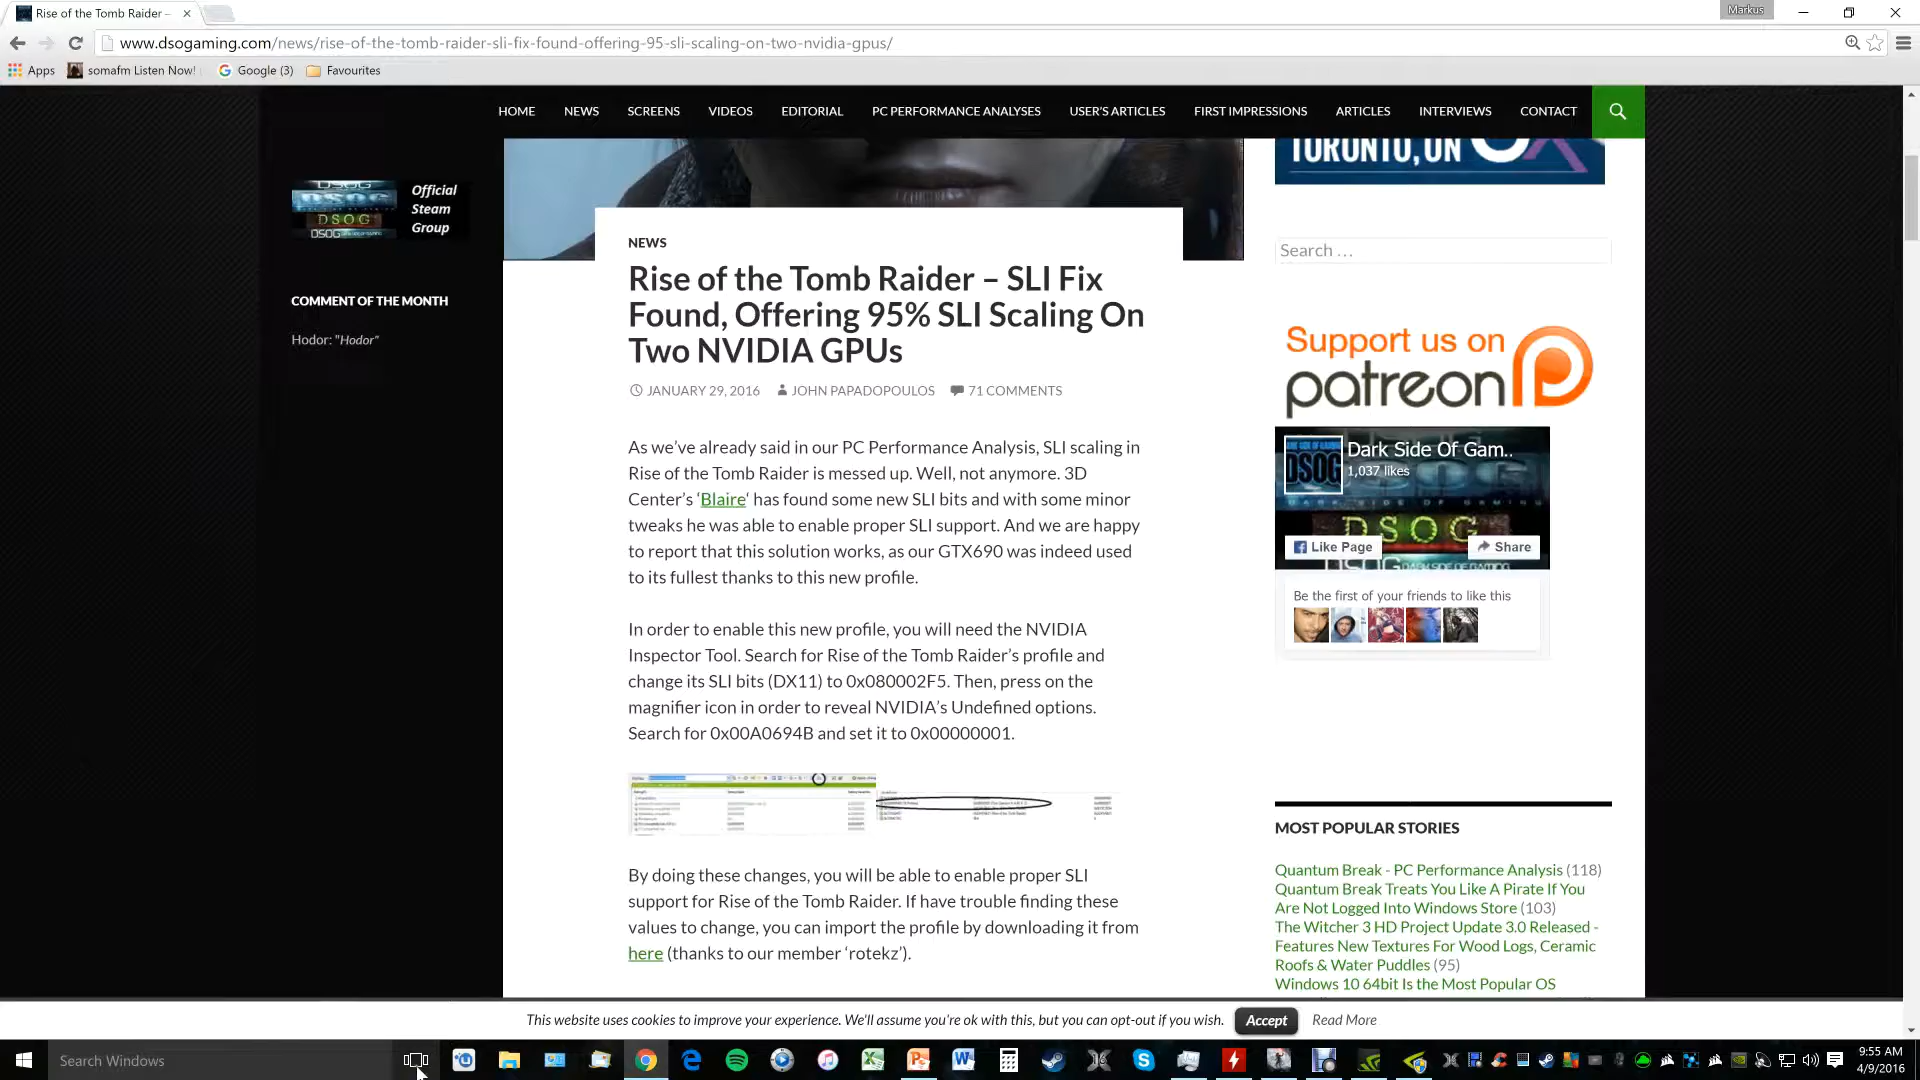 Rise of the Tomb Raider –
Markus
www.dsogaming.com/news/rise-of-the-tomb-raider-sli-fix-found-offering-95-sli-scaling-on-two-nvidia-gpus/
Apps
somafm Listen Now!
Google (3)
Favourites
HOME NEWS SCREENS VIDEOS EDITORIAL PC PERFORMANCE ANALYSES USER'S ARTICLES FIRST IMPRESSIONS ARTICLES INTERVIEWS CONTACT
DSOG
DSOG
DSOG
Official
Steam
Group
COMMENT OF THE MONTH
Hodor: "Hodor"
NEWS
Rise of the Tomb Raider – SLI Fix
Found, Offering 95% SLI Scaling On
Two NVIDIA GPUs
JANUARY 29, 2016 JOHN PAPADOPOULOS 71 COMMENTS
As we've already said in our PC Performance Analysis, SLI scaling in
Rise of the Tomb Raider is messed up. Well, not anymore. 3D
Center's 'Blaire' has found some new SLI bits and with some minor
tweaks he was able to enable proper SLI support. And we are happy
to report that this solution works, as our GTX690 was indeed used
to its fullest thanks to this new profile.
In order to enable this new profile, you will need the NVIDIA
Inspector Tool. Search for Rise of the Tomb Raider's profile and
change its SLI bits (DX11) to 0x080002F5. Then, press on the
magnifier icon in order to reveal NVIDIA's Undefined options.
Search for 0x00A0694B and set it to 0x00000001.
By doing these changes, you will be able to enable proper SLI
support for Rise of the Tomb Raider. If have trouble finding these
values to change, you can import the profile by downloading it from
here (thanks to our member 'rotekz').
TORONTO, ON
Search …
Support us on
patreon
Dark Side Of Gam..
1,037 likes
DSOG
Like Page
Share
Be the first of your friends to like this
MOST POPULAR STORIES
Quantum Break - PC Performance Analysis (118)
Quantum Break Treats You Like A Pirate If You
Are Not Logged Into Windows Store (103)
The Witcher 3 HD Project Update 3.0 Released -
Features New Textures For Wood Logs, Ceramic
Roofs & Water Puddles (95)
Windows 10 64bit Is the Most Popular OS
This website uses cookies to improve your experience. We'll assume you're ok with this, but you can opt-out if you wish.
Accept
Read More
Search Windows
9:55 AM
4/9/2016